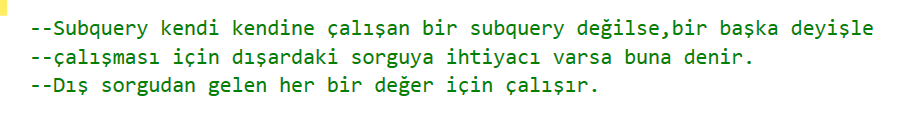 --Subquery kendi kendine çalışan bir subquery değilse,bir başka deyişle
--çalışması için dışardaki sorguya ihtiyacı varsa buna denir.
--Dış sorgudan gelen her bir değer için çalışır.